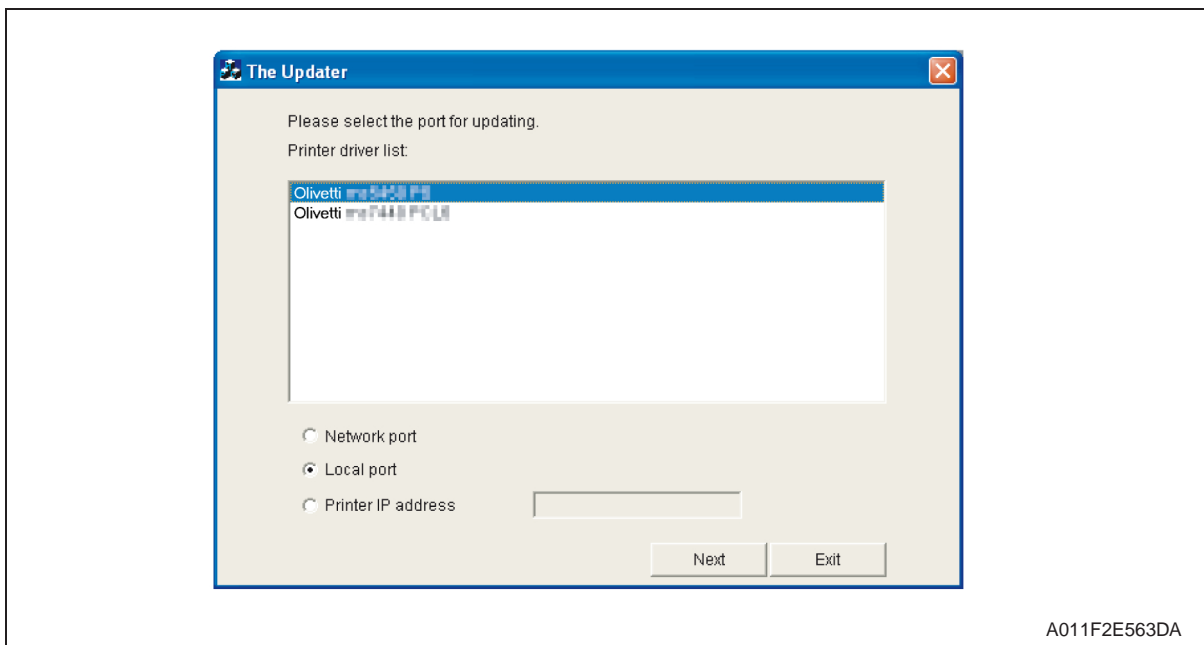 The Updater
Please select the port for updating.
Printer driver list:
Olivetti
Olivetti
Network port
Local port
Printer IP address
Next Exit
A011F2E563DA